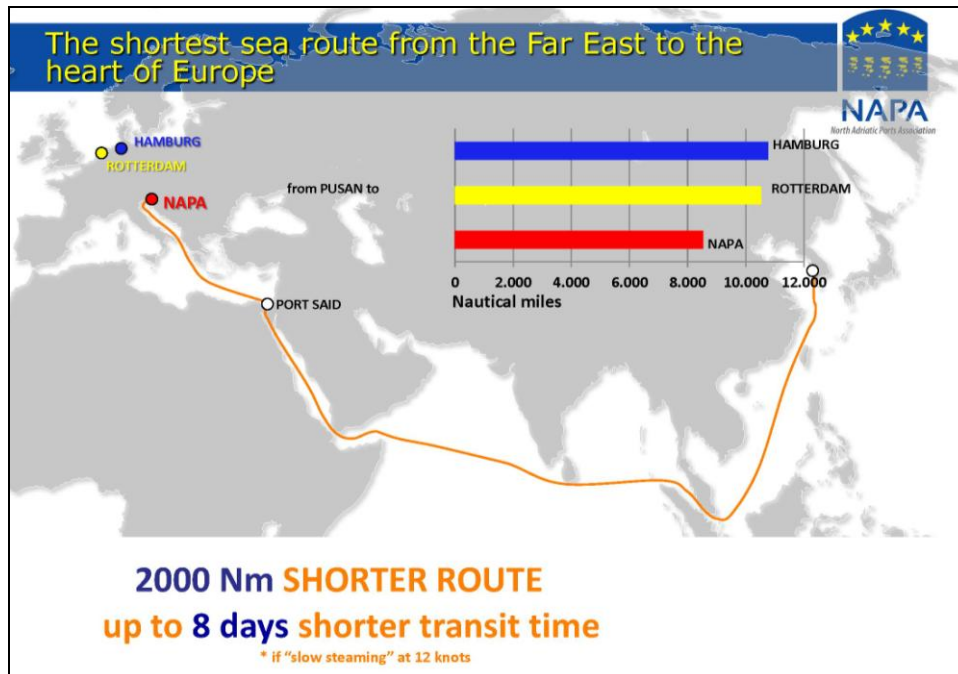 The shortest sea route from the Far East to the
heart of Europe
NAPA
North Adriatic Ports Association
HAMBURG
ROTTERDAM
NAPA
from PUSAN to
HAMBURG
ROTTERDAM
NAPA
0 2.000 4.000 6.000 8.000 10.000 12.000
Nautical miles
PORT SAID
2000 Nm SHORTER ROUTE
up to 8 days shorter transit time
* if “slow steaming” at 12 knots